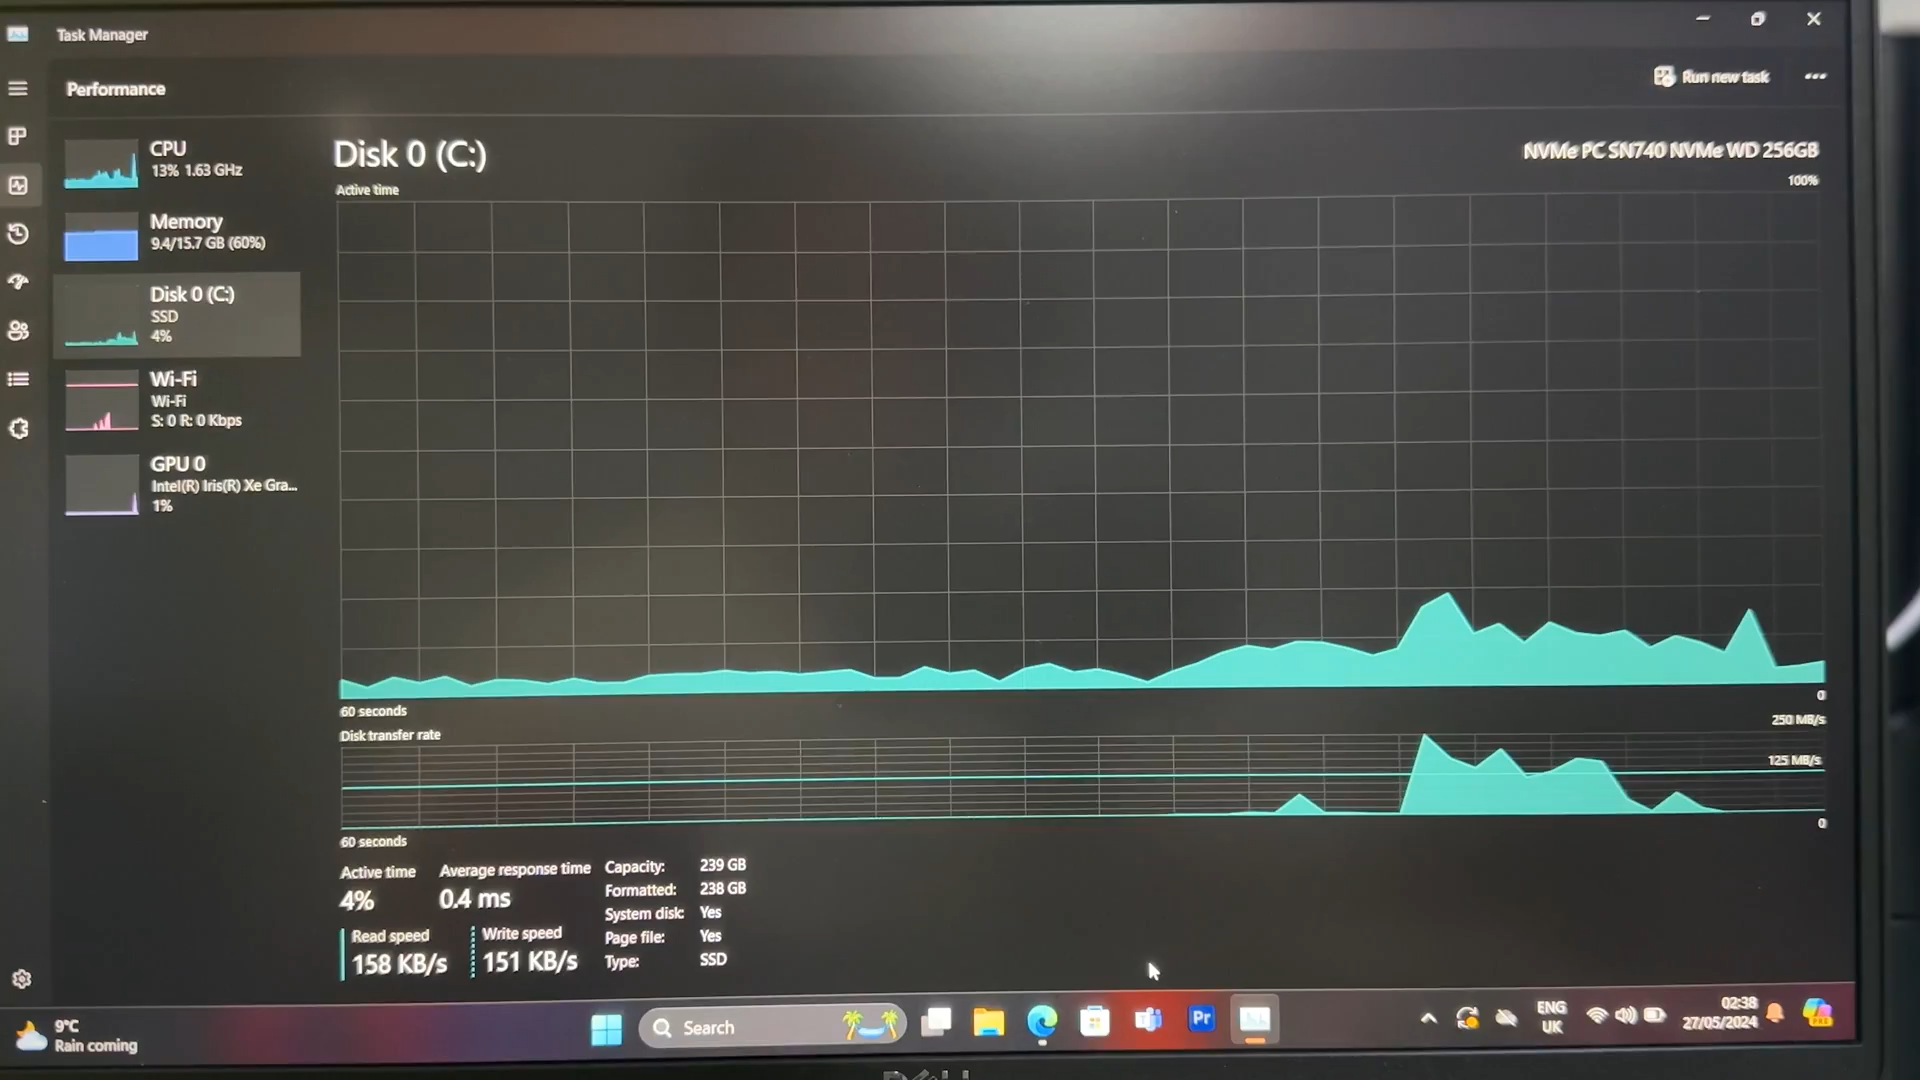 Task Manager
Performance
Run new task
CPU
13% 1.63 GHz
Memory
9.4/15.7 GB (60%)
Disk 0 (C:)
SSD
4%
Wi-Fi
Wi-Fi
S: 0 R: 0 Kbps
GPU 0
Intel(R) Iris(R) Xe Gra...
1%
Disk 0 (C:)
NVMe PC SN740 NVMe WD 256GB
Active time
100%
60 seconds
0
Disk transfer rate
250 MB/s
125 MB/s
60 seconds
0
Active time
4%
Average response time
0.4 ms
Read speed
158 KB/s
Write speed
151 KB/s
Capacity: 239 GB
Formatted: 238 GB
System disk: Yes
Page file: Yes
Type: SSD
9°C
Rain coming
Search
Pr
ENG
UK
02:38
27/05/2024